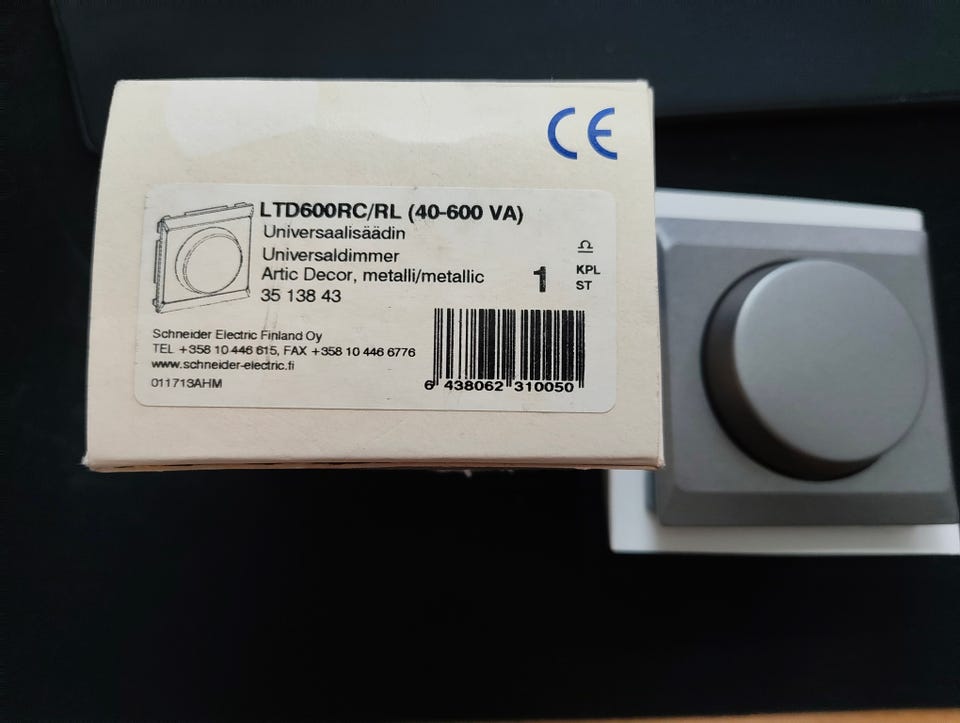 CE
LTD600RC/RL (40-600 VA)
Universaalisäädin
Universaldimmer
Artic Decor, metalli/metallic
35 138 43
1
KPL
ST
Schneider Electric Finland Oy
TEL +358 10 446 615, FAX +358 10 446 6776
www.schneider-electric.fi
011713AHM
6 438062 310050